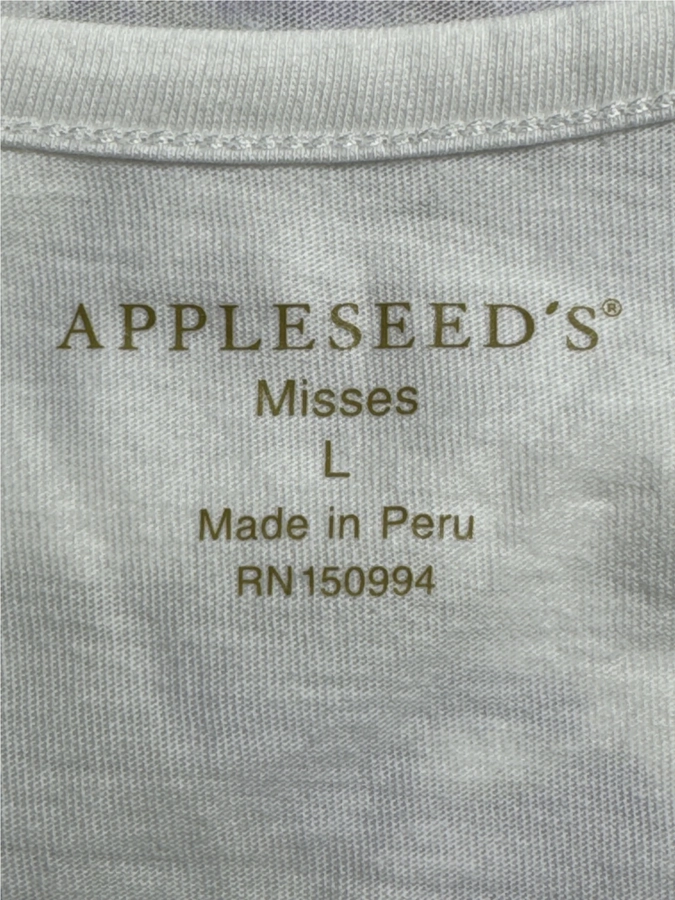 APPLESEED'S®
Misses
L
Made in Peru
RN150994